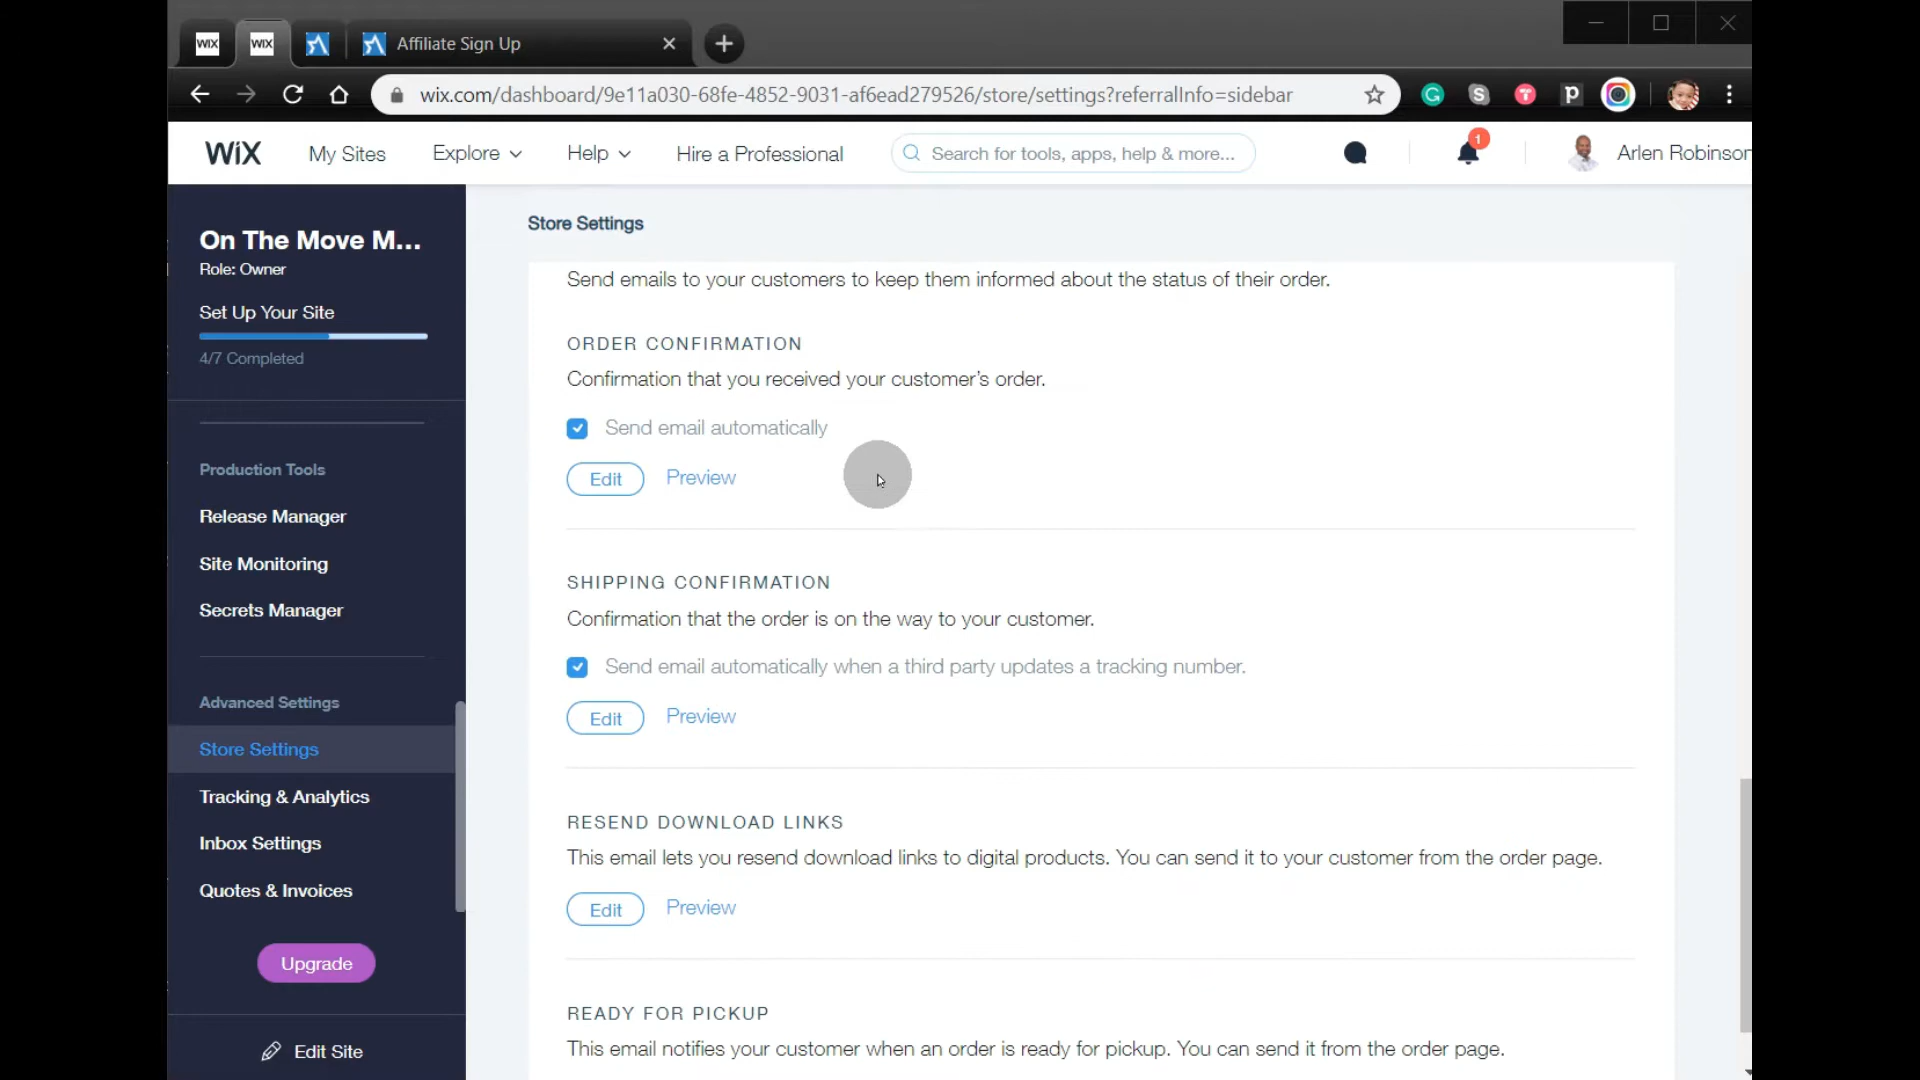 WIX
WIX
Affiliate Sign Up
wix.com/dashboard/9e11a030-68fe-4852-9031-af6ead279526/store/settings?referralInfo=sidebar
WiX
My Sites
Explore
Help
Hire a Professional
Search for tools, apps, help & more...
1
Arlen Robinson
On The Move M...
Role: Owner
Set Up Your Site
4/7 Completed
Production Tools
Release Manager
Site Monitoring
Secrets Manager
Advanced Settings
Store Settings
Tracking & Analytics
Inbox Settings
Quotes & Invoices
Upgrade
Edit Site
Store Settings
Send emails to your customers to keep them informed about the status of their order.
ORDER CONFIRMATION
Confirmation that you received your customer's order.
Send email automatically
Edit
Preview
SHIPPING CONFIRMATION
Confirmation that the order is on the way to your customer.
Send email automatically when a third party updates a tracking number.
Edit
Preview
RESEND DOWNLOAD LINKS
This email lets you resend download links to digital products. You can send it to your customer from the order page.
Edit
Preview
READY FOR PICKUP
This email notifies your customer when an order is ready for pickup. You can send it from the order page.